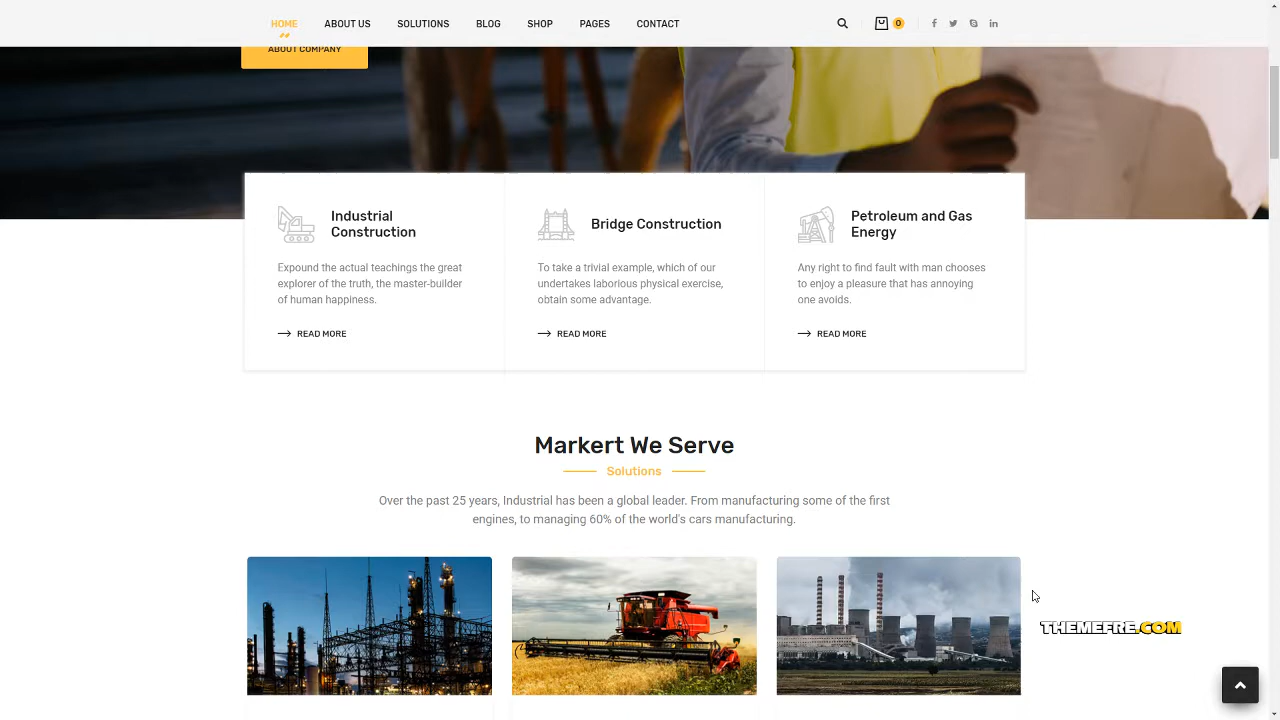 HOME ABOUT US SOLUTIONS BLOG SHOP PAGES CONTACT 0
ABOUT COMPANY
Industrial
Construction
Expound the actual teachings the great
explorer of the truth, the master-builder
of human happiness.
READ MORE
Bridge Construction
To take a trivial example, which of our
undertakes laborious physical exercise,
obtain some advantage.
READ MORE
Petroleum and Gas
Energy
Any right to find fault with man chooses
to enjoy a pleasure that has annoying
one avoids.
READ MORE
Markert We Serve
Solutions
Over the past 25 years, Industrial has been a global leader. From manufacturing some of the first
engines, to managing 60% of the world's cars manufacturing.
THEMEFRE.COM